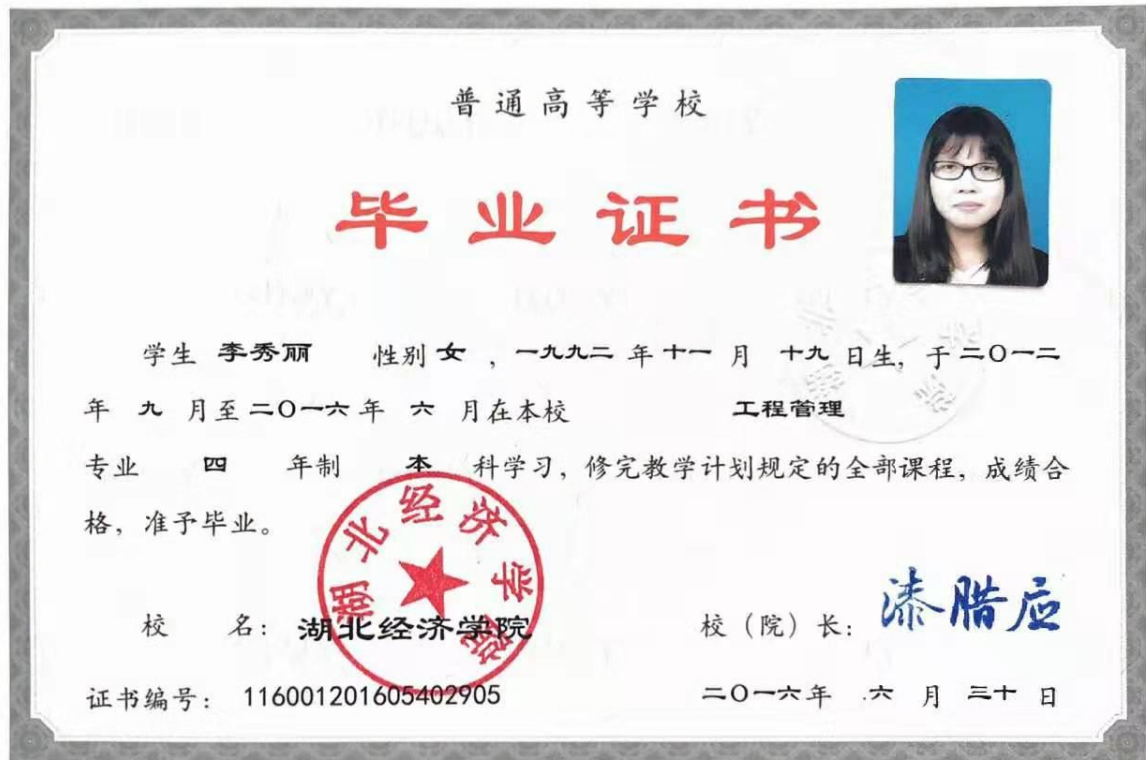 普通高等学校
毕业证书
学生 李秀丽 性别 女 ，一九九二 年 十一 月 十九 日生，于 二〇一二
年 九 月至 二〇一六 年 六 月在本校 工程管理
专业 四 年制 本 科学习，修完教学计划规定的全部课程，成绩合
格，准予毕业。
湖北经济学院
校 名：湖北经济学院 校（院）长：漆腊应
证书编号：116001201605402905 二〇一六年 六 月 三十 日